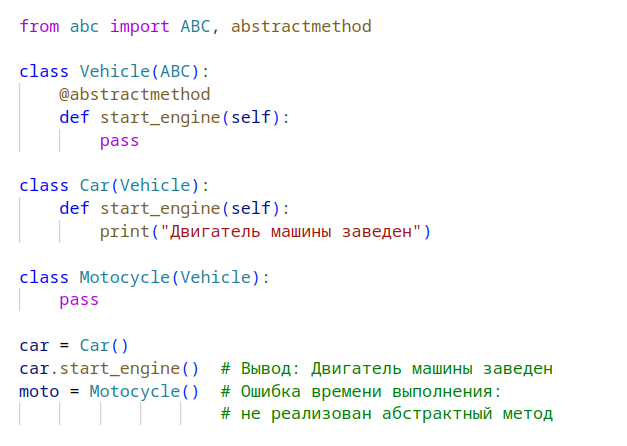 from abc import ABC, abstractmethod

class Vehicle(ABC):
    @abstractmethod
    def start_engine(self):
        pass

class Car(Vehicle):
    def start_engine(self):
        print("Двигатель машины заведен")

class Motocycle(Vehicle):
    pass

car = Car()
car.start_engine()  # Вывод: Двигатель машины заведен
moto = Motocycle()  # Ошибка времени выполнения:
                    # не реализован абстрактный метод